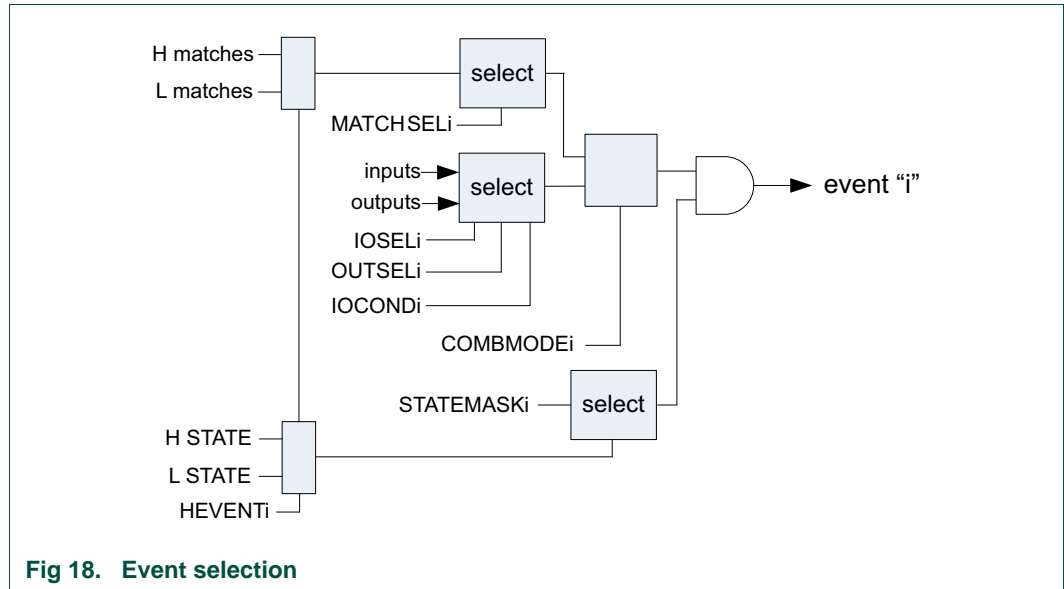 H matches
L matches
select
MATCHSELi
inputs
outputs
select
IOSELi
OUTSELi
IOCONDi
event “i”
COMBMODEi
STATEMASKi
select
H STATE
L STATE
HEVENTi
Fig 18. Event selection